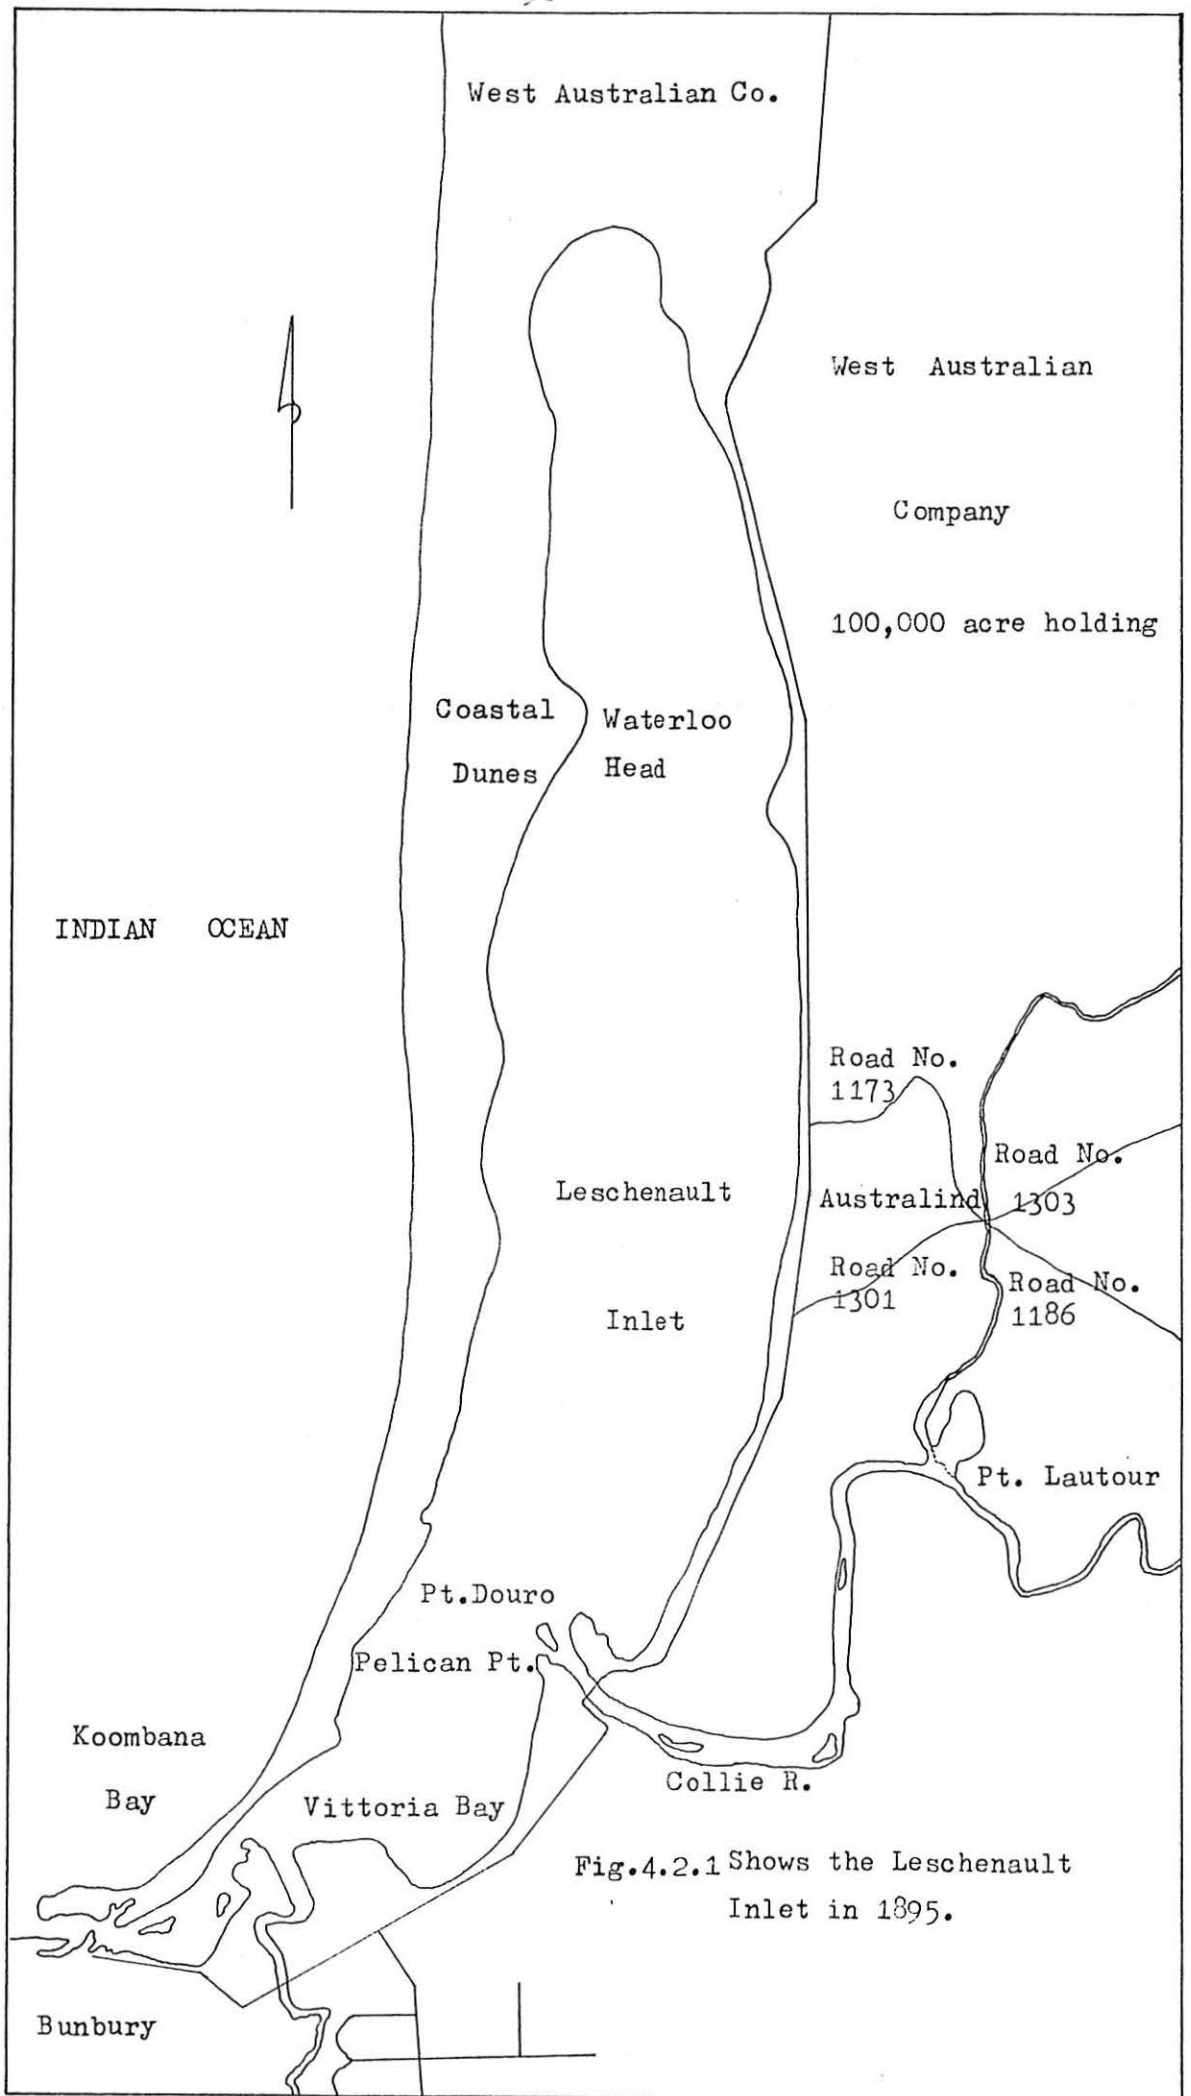 West Australian Co.
West Australian
Company
100,000 acre holding
Coastal
Dunes
Waterloo
Head
INDIAN OCEAN
Road No.
1173
Road No.
1303
Leschenault
Inlet
Australind
Road No.
1301
Road No.
1186
Pt. Lautour
Pt.Douro
Pelican Pt.
Koombana
Bay
Vittoria Bay
Collie R.
Fig.4.2.1 Shows the Leschenault
Inlet in 1895.
Bunbury